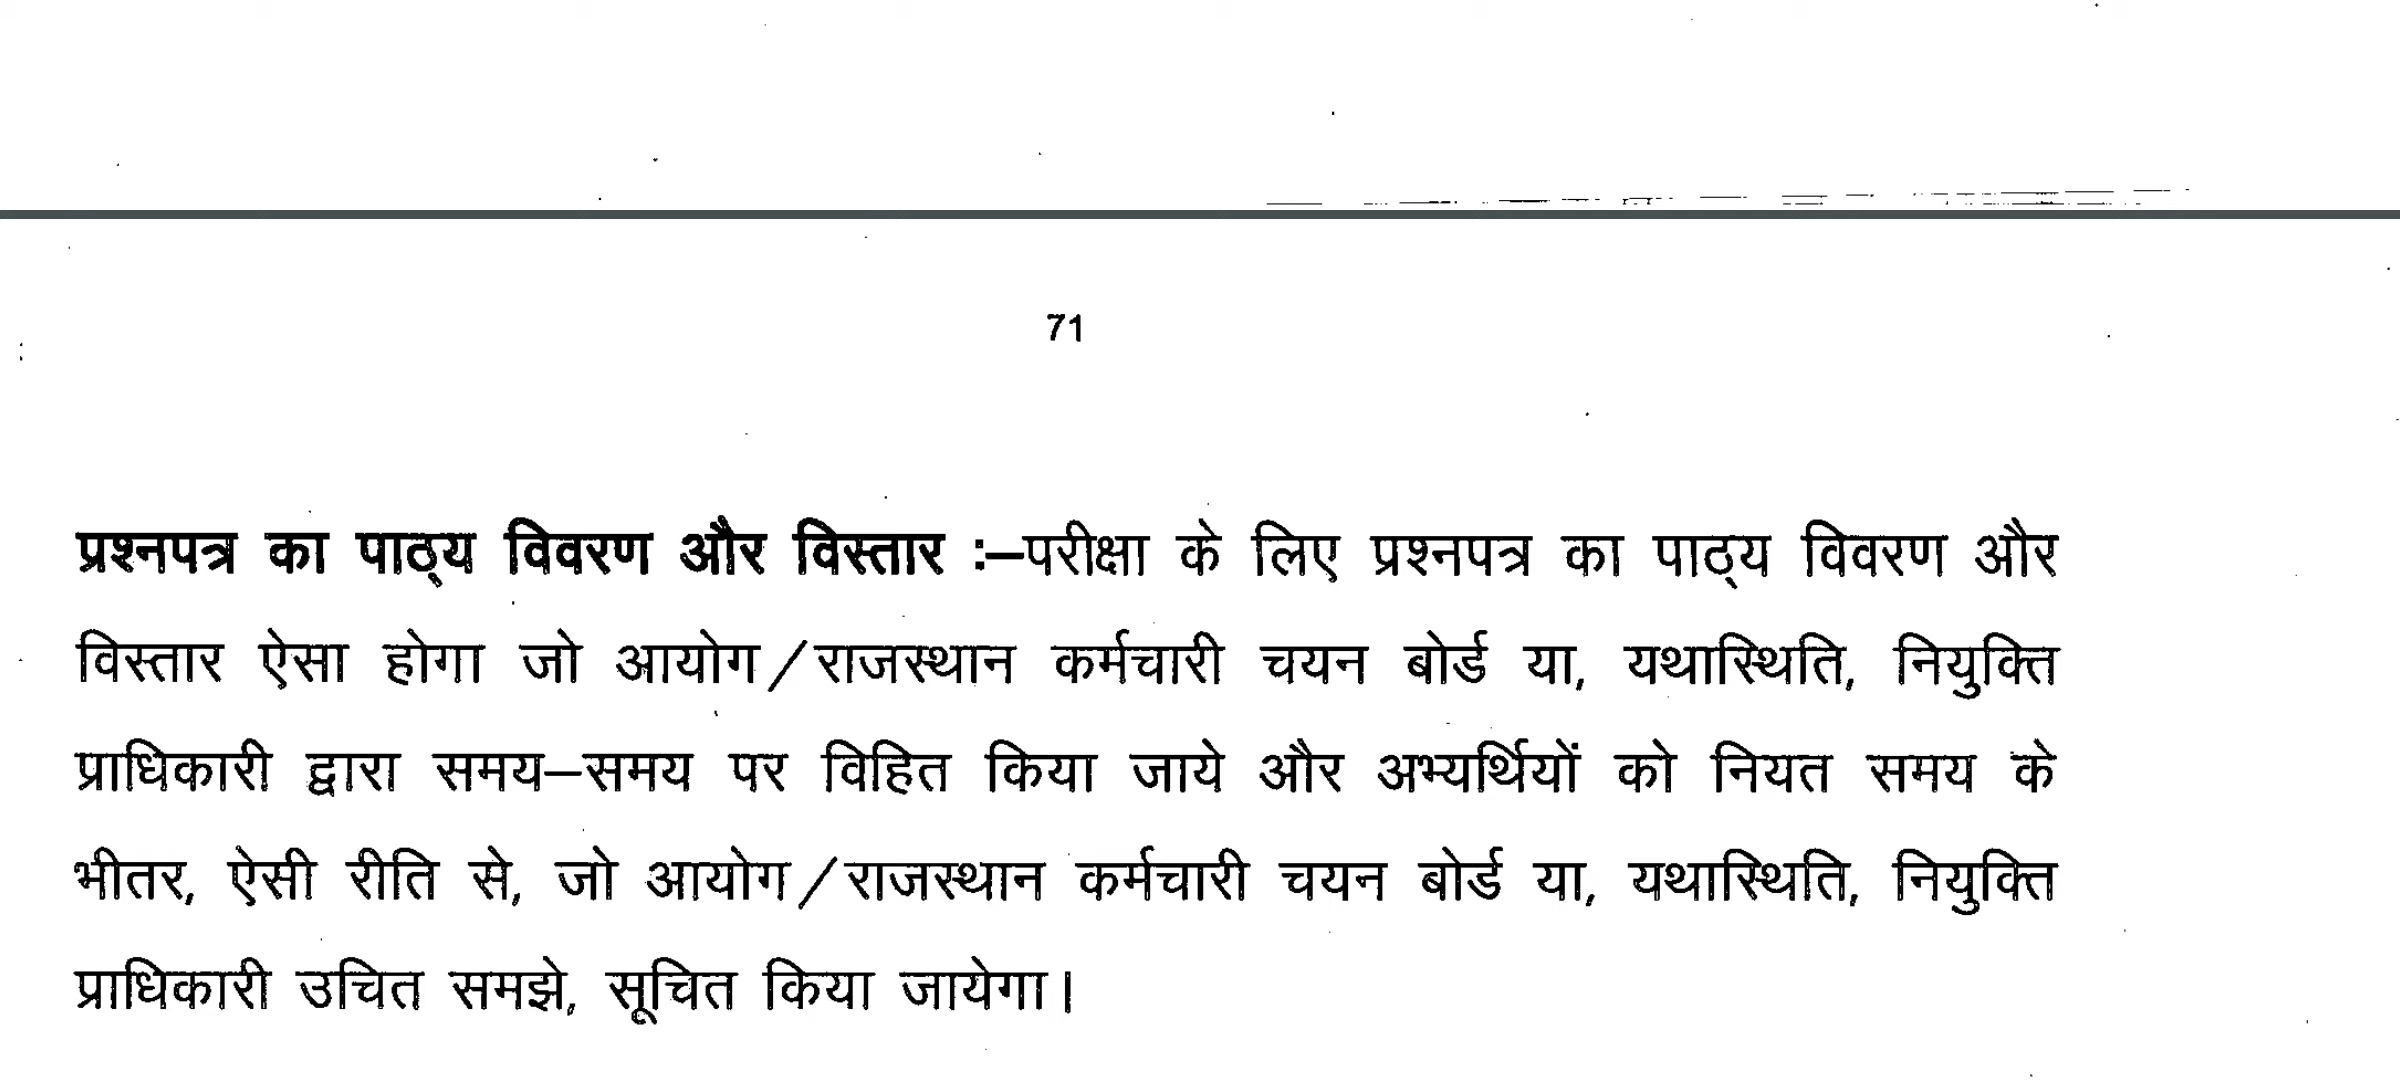 71
प्रश्नपत्र का पाठ्य विवरण और विस्तार :–परीक्षा के लिए प्रश्नपत्र का पाठ्य विवरण और
विस्तार ऐसा होगा जो आयोग/राजस्थान कर्मचारी चयन बोर्ड या, यथास्थिति, नियुक्ति
प्राधिकारी द्वारा समय–समय पर विहित किया जाये और अभ्यर्थियों को नियत समय के
भीतर, ऐसी रीति से, जो आयोग/राजस्थान कर्मचारी चयन बोर्ड या, यथास्थिति, नियुक्ति
प्राधिकारी उचित समझे, सूचित किया जायेगा।